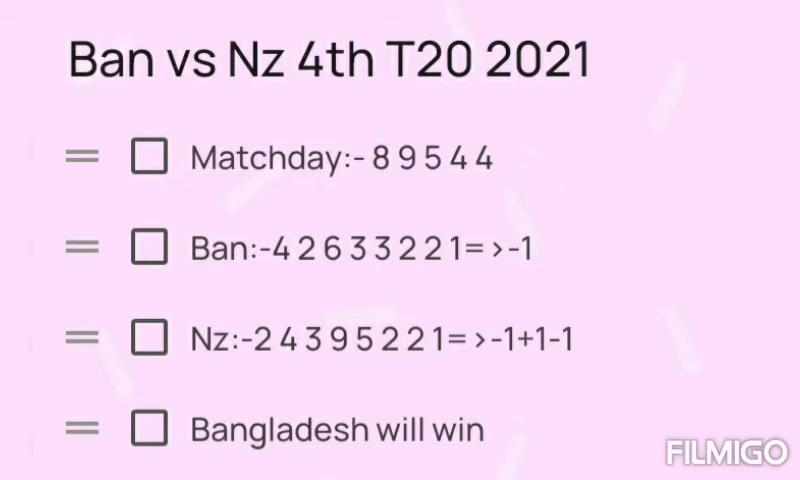 Ban vs Nz 4th T20 2021
Matchday:- 8 9 5 4 4
Ban:-4 2 6 3 3 2 2 1= >-1
Nz:-2 4 3 9 5 2 2 1= >-1+1-1
Bangladesh will win
FILMIGO